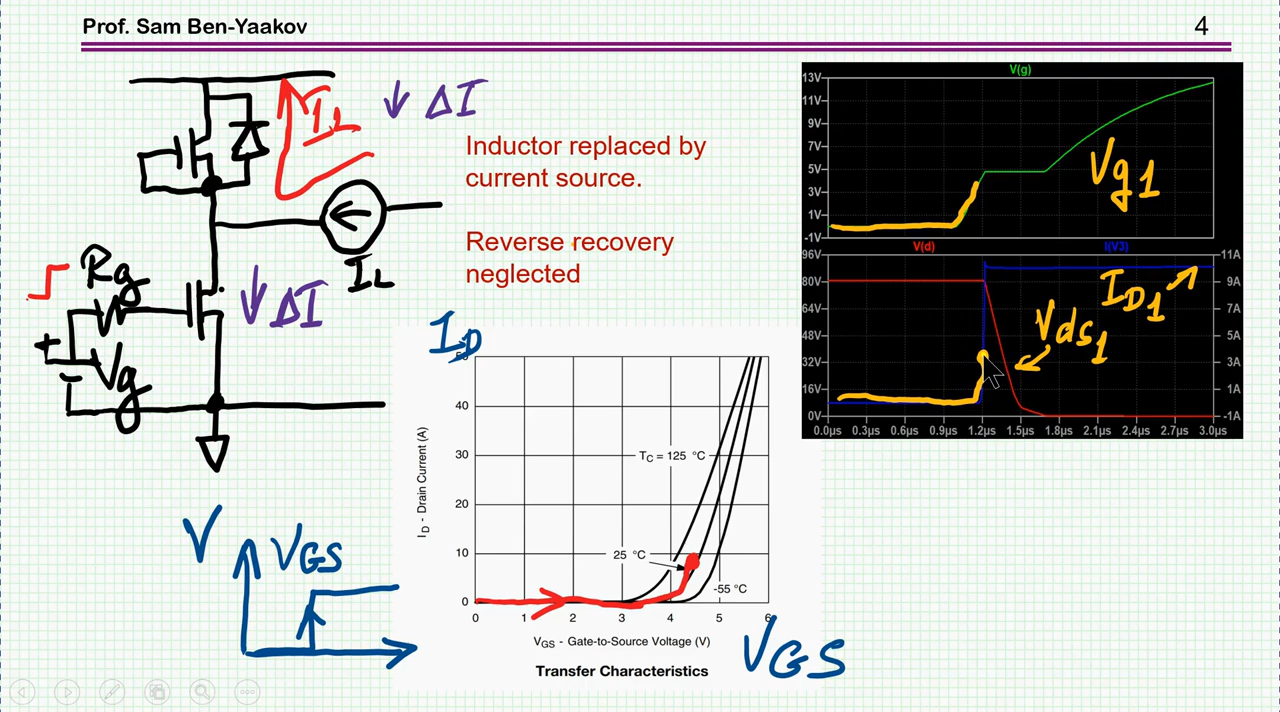 Prof. Sam Ben-Yaakov
4
IL
↓ ΔI
Inductor replaced by
current source.
Reverse recovery
neglected
IL
Rg
+
Vg
-
↓ ΔI
V(g)
13V
11V
9V
7V
5V
3V
1V
-1V
Vg1
V(d)
I(V3)
96V
80V
64V
48V
32V
16V
0V
11A
9A
7A
5A
3A
1A
-1A
ID1
Vds1
0.0µs 0.3µs 0.6µs 0.9µs 1.2µs 1.5µs 1.8µs 2.1µs 2.4µs 2.7µs 3.0µs
ID
40
30
20
10
0
ID - Drain Current (A)
TC = 125 °C
25 °C
-55 °C
0 1 2 3 4 5 6
VGS - Gate-to-Source Voltage (V)
Transfer Characteristics
VGS
V
VGS